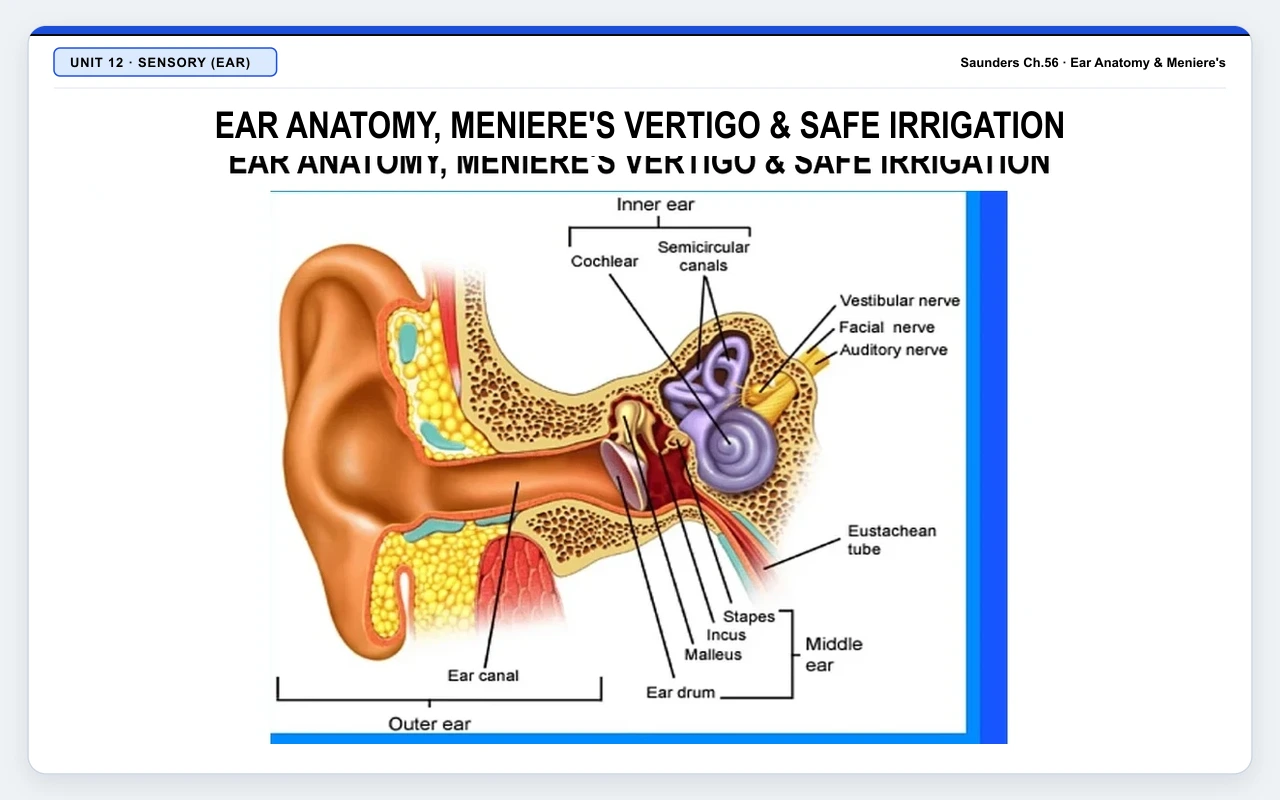 UNIT 12 · SENSORY (EAR)
Saunders Ch.56 · Ear Anatomy & Meniere's
EAR ANATOMY, MENIERE'S VERTIGO & SAFE IRRIGATION
EAR ANATOMY, MENIERE'S VERTIGO & SAFE IRRIGATION
Inner ear
Semicircular
canals
Cochlear
Vestibular nerve
Facial nerve
Auditory nerve
Eustachean
tube
Stapes
Incus
Malleus
Middle
ear
Ear canal
Ear drum
Outer ear